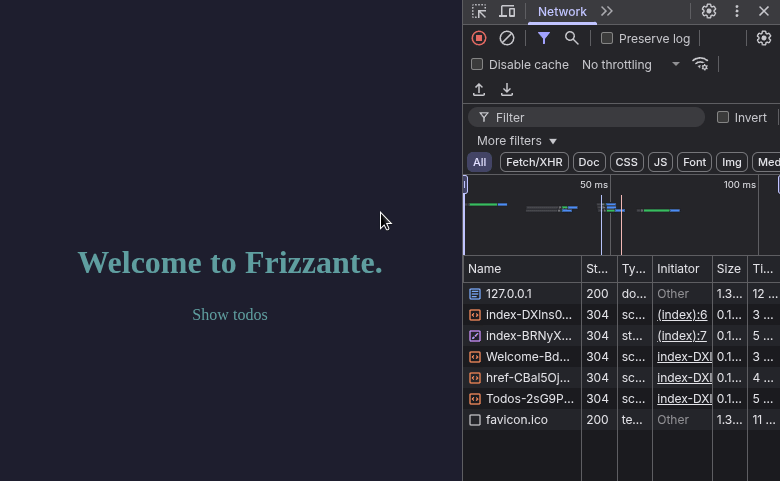 Welcome to Frizzante.
Show todos
Network
Preserve log
Disable cache No throttling
Filter Invert
More filters
All Fetch/XHR Doc CSS JS Font Img Med
50 ms 100 ms
Name St... Ty... Initiator Size Ti...
127.0.0.1 200 do... Other 1.3... 12 ...
index-DXIns0... 304 sc... (index):6 0.1... 3 ...
index-BRNyX... 304 st... (index):7 0.1... 5 ...
Welcome-Bd... 304 sc... index-DXI 0.1... 3 ...
href-CBal5Oj... 304 sc... index-DXI 0.1... 4 ...
Todos-2sG9P... 304 sc... index-DXI 0.1... 5 ...
favicon.ico 200 te... Other 1.3... 11 ...